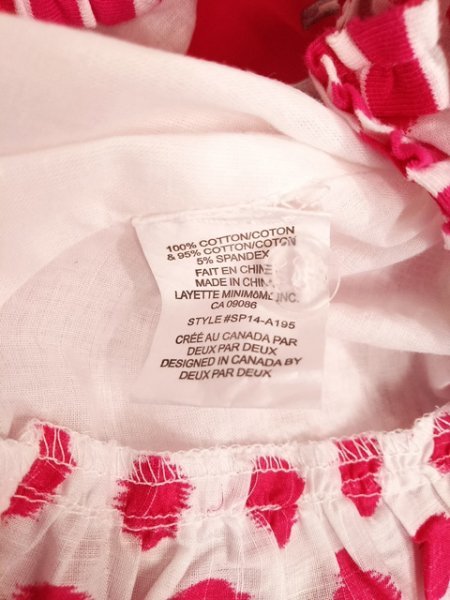 100% COTTON/COTON
& 95% COTTON/COTON
5% SPANDEX
FAIT EN CHINE
MADE IN CHINA
LAYETTE MINIMÔME INC.
CA 09086
STYLE #SP14-A195
CRÉÉ AU CANADA PAR
DEUX PAR DEUX
DESIGNED IN CANADA BY
DEUX PAR DEUX